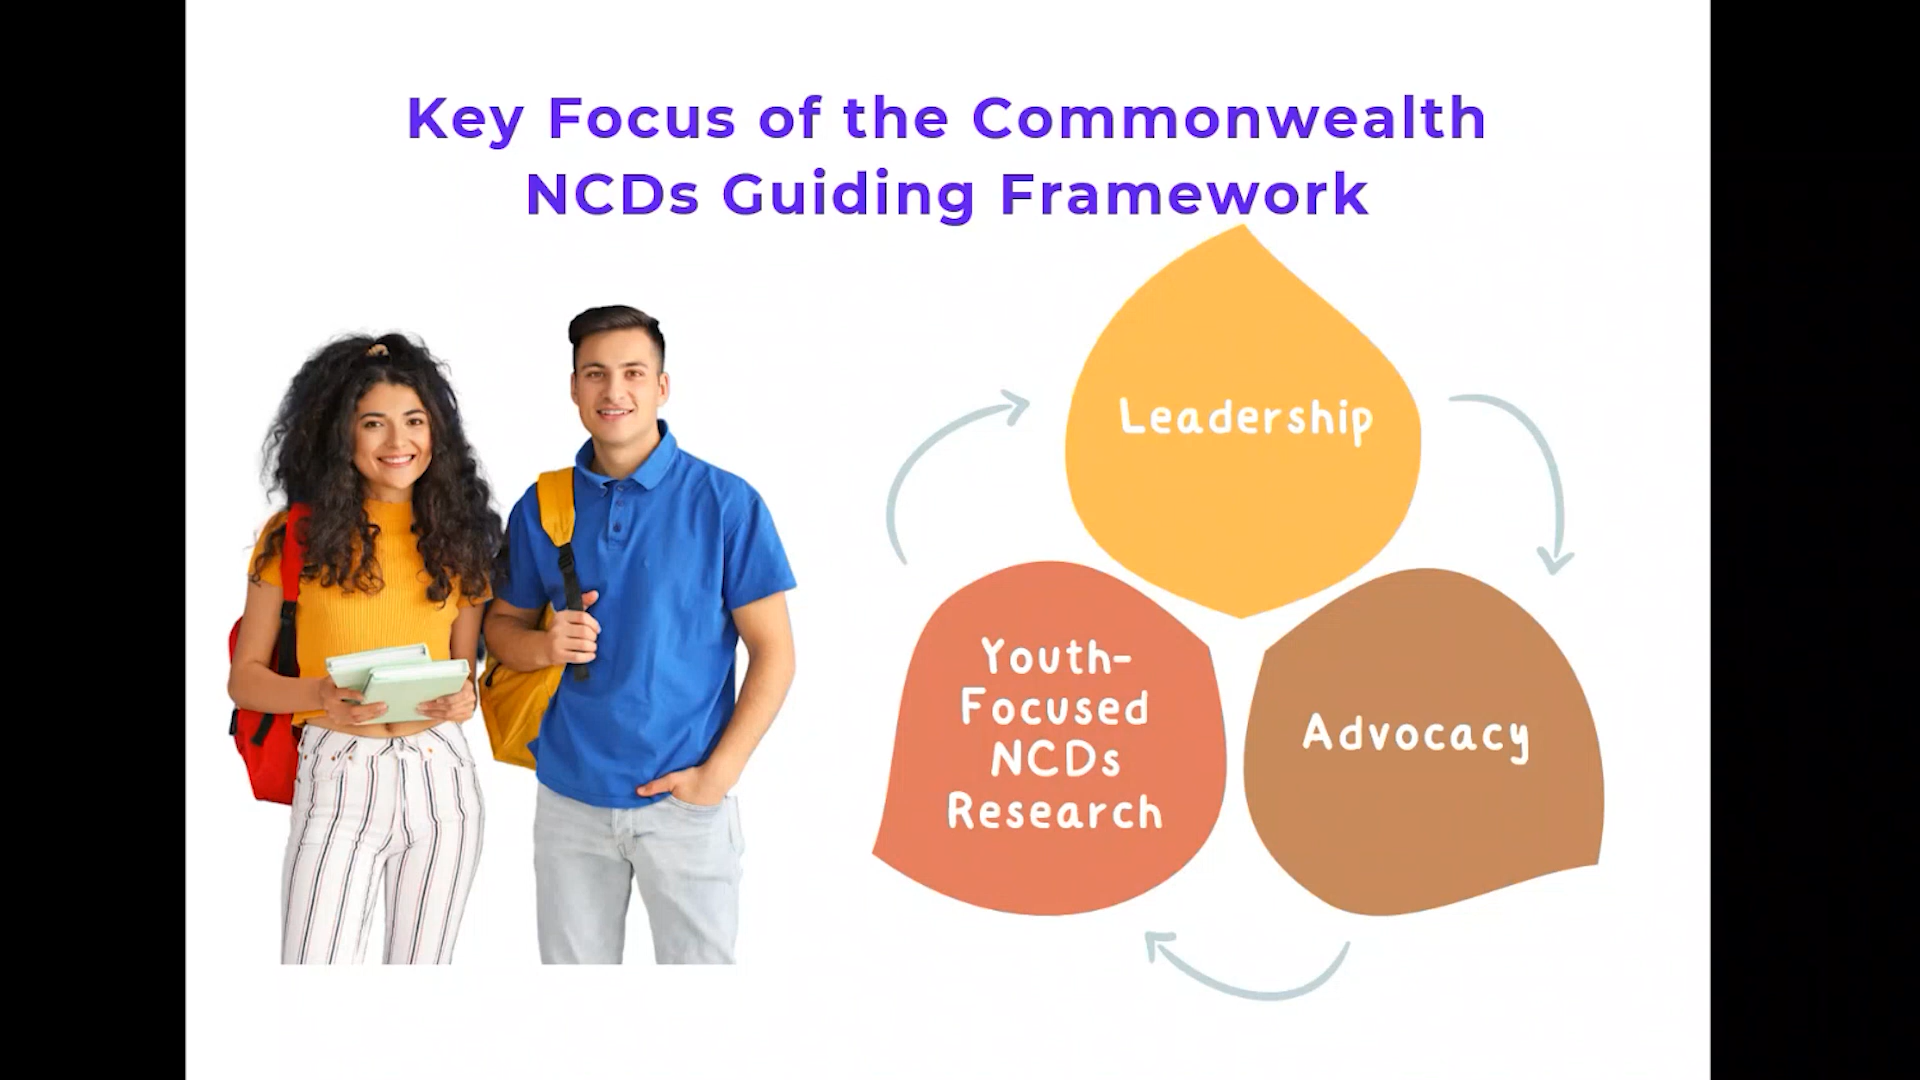 Key Focus of the Commonwealth
NCDs Guiding Framework
Leadership
Youth-
Focused
NCDs
Research
Advocacy